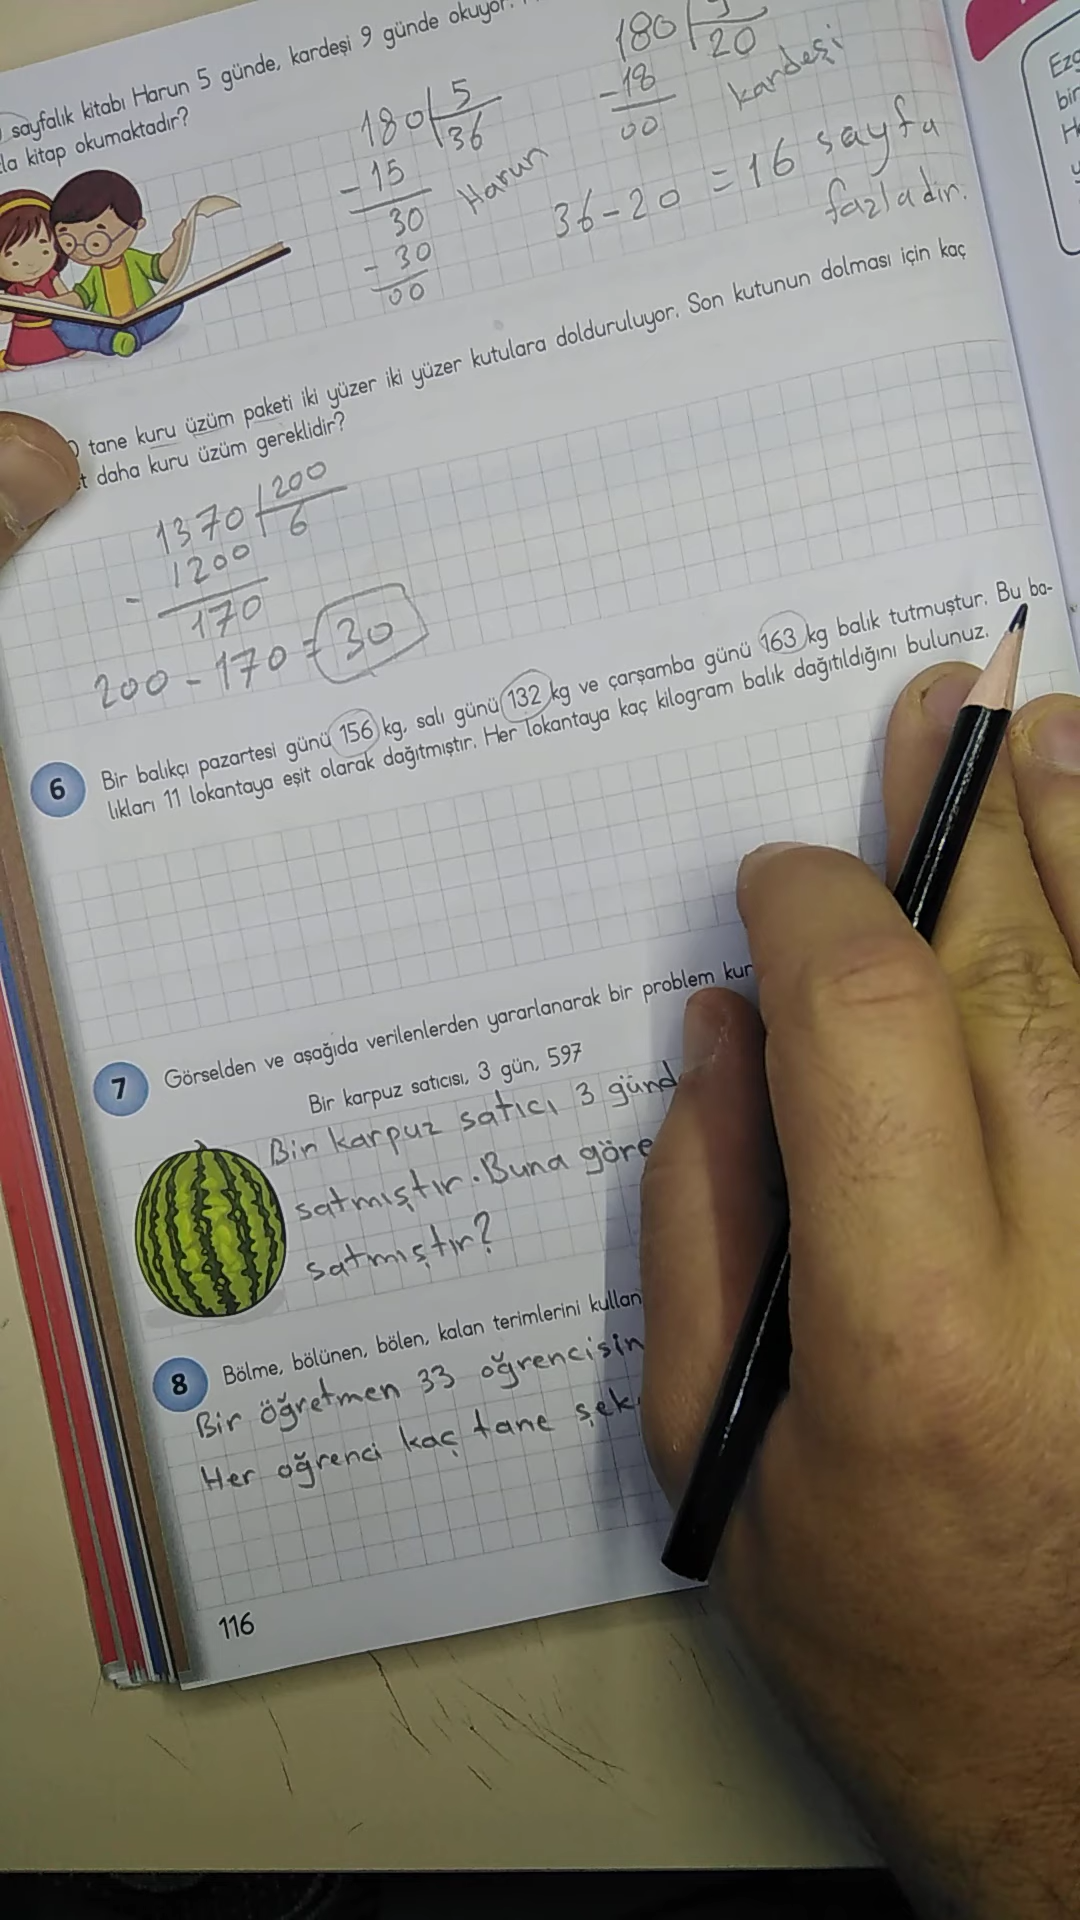 sayfalık kitabı Harun 5 günde, kardeşi 9 günde okuyor.
kitap okumaktadır?
180 5
36
- 15
30
- 30
00
Harun
180
20
- 18
00
kardeşi
36 - 20 = 16 sayfa
fazladır.
tane kuru üzüm paketi iki yüzer iki yüzer kutulara dolduruluyor. Son kutunun dolması için kaç
daha kuru üzüm gereklidir?
1370 200
6
- 1200
170
200 - 170 = 30
6 Bir balıkçı pazartesi günü 156 kg, salı günü 132 kg ve çarşamba günü 163 kg balık tutmuştur. Bu ba-
lıkları 11 lokantaya eşit olarak dağıtmıştır. Her lokantaya kaç kilogram balık dağıtıldığını bulunuz.
7 Görselden ve aşağıda verilenlerden yararlanarak bir problem kur
Bir karpuz satıcısı, 3 gün, 597
Bir karpuz satıcı 3 günd
satmıştır. Buna göre
satmıştır?
8 Bölme, bölünen, bölen, kalan terimlerini kullan
Bir öğretmen 33 öğrencisin
Her öğrenci kaç tane şek
116
Ezg
bir